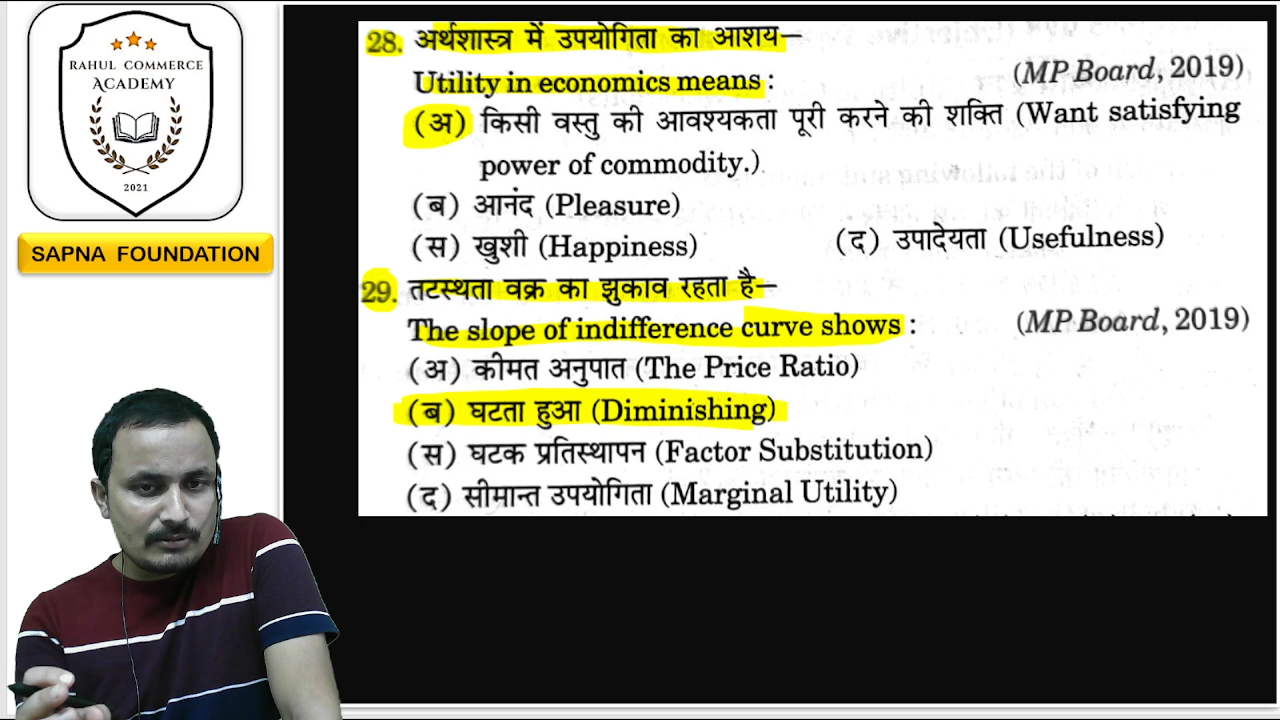 RAHUL COMMERCE
ACADEMY
2021
SAPNA FOUNDATION
28. अर्थशास्त्र में उपयोगिता का आशय–
Utility in economics means : (MP Board, 2019)
(अ) किसी वस्तु की आवश्यकता पूरी करने की शक्ति (Want satisfying
power of commodity.)
(ब) आनंद (Pleasure)
(स) खुशी (Happiness) (द) उपादेयता (Usefulness)
29. तटस्थता वक्र का झुकाव रहता है–
The slope of indifference curve shows : (MP Board, 2019)
(अ) कीमत अनुपात (The Price Ratio)
(ब) घटता हुआ (Diminishing)
(स) घटक प्रतिस्थापन (Factor Substitution)
(द) सीमान्त उपयोगिता (Marginal Utility)